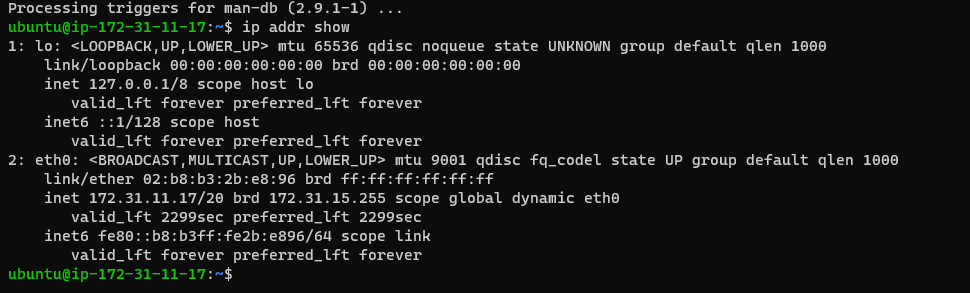 Processing triggers for man-db (2.9.1-1) ...
ubuntu@ip-172-31-11-17:~$ ip addr show
1: lo: <LOOPBACK,UP,LOWER_UP> mtu 65536 qdisc noqueue state UNKNOWN group default qlen 1000
    link/loopback 00:00:00:00:00:00 brd 00:00:00:00:00:00
    inet 127.0.0.1/8 scope host lo
       valid_lft forever preferred_lft forever
    inet6 ::1/128 scope host
       valid_lft forever preferred_lft forever
2: eth0: <BROADCAST,MULTICAST,UP,LOWER_UP> mtu 9001 qdisc fq_codel state UP group default qlen 1000
    link/ether 02:b8:b3:2b:e8:96 brd ff:ff:ff:ff:ff:ff
    inet 172.31.11.17/20 brd 172.31.15.255 scope global dynamic eth0
       valid_lft 2299sec preferred_lft 2299sec
    inet6 fe80::b8:b3ff:fe2b:e896/64 scope link
       valid_lft forever preferred_lft forever
ubuntu@ip-172-31-11-17:~$